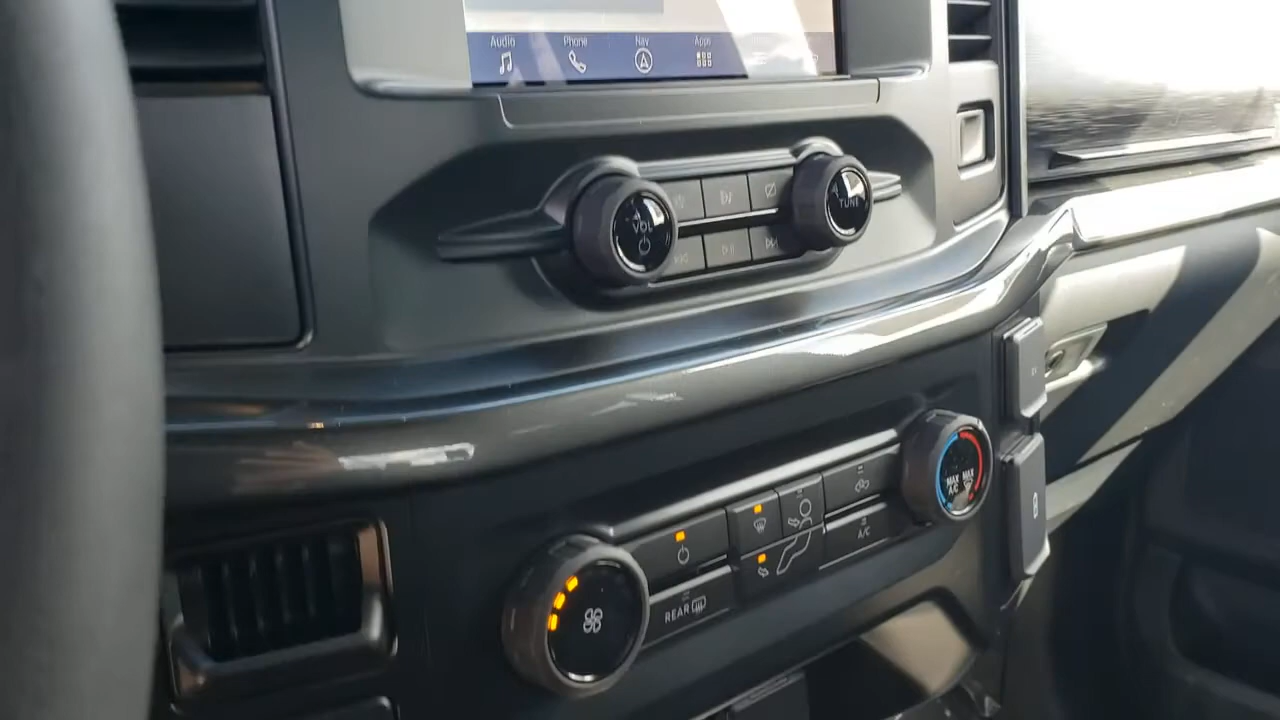 Audio Phone Nav Apps
VOL
TUNE
MAX A/C
MAX
A/C
REAR